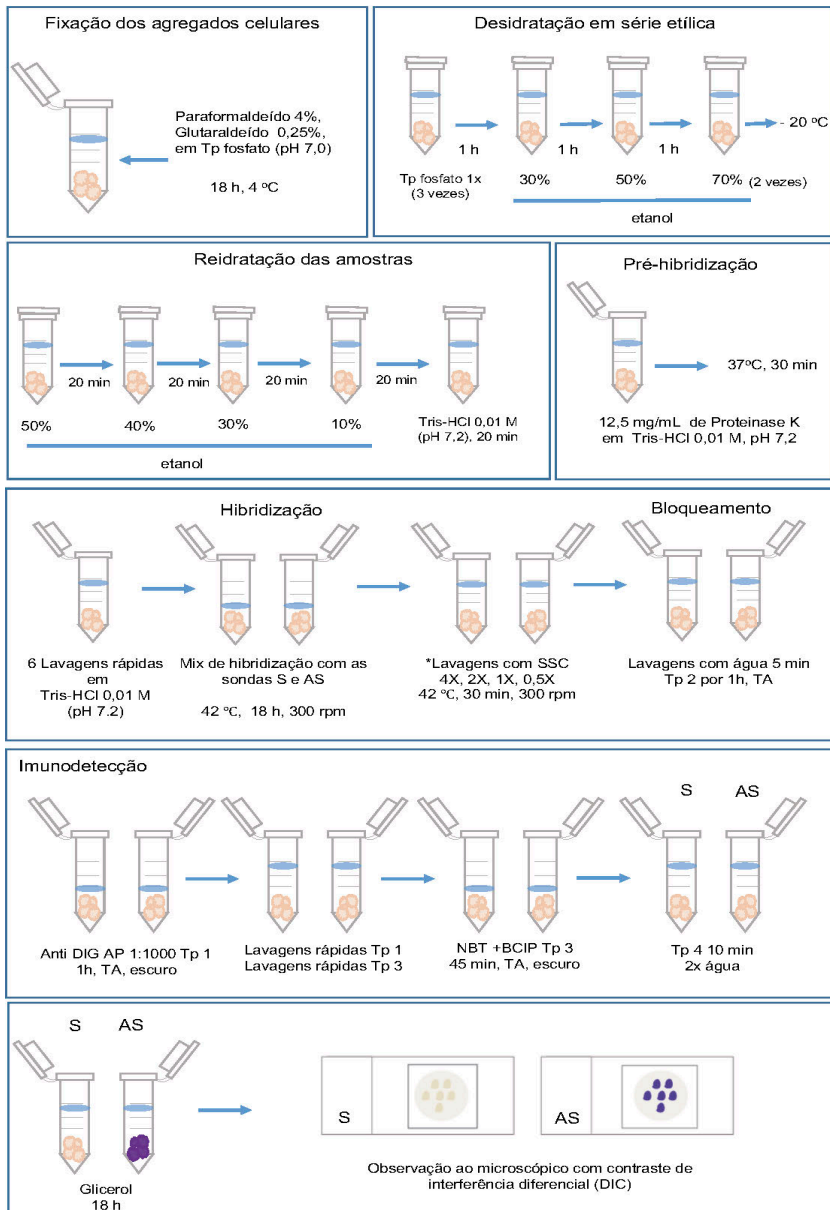 Fixação dos agregados celulares
Paraformaldeído 4%,
Glutaraldeído 0,25%,
em Tp fosfato (pH 7,0)
18 h, 4 ºC
Desidratação em série etílica
- 20 ºC
1 h
1 h
1 h
Tp fosfato 1x
(3 vezes)
30%
50%
70% (2 vezes)
etanol
Reidratação das amostras
20 min
20 min
20 min
20 min
50%
40%
30%
10%
Tris-HCl 0,01 M
(pH 7,2), 20 min
etanol
Pré-hibridização
37ºC, 30 min
12,5 mg/mL de Proteinase K
em Tris-HCl 0,01 M, pH 7,2
Hibridização
Bloqueamento
6 Lavagens rápidas
em
Tris-HCl 0,01 M
(pH 7.2)
Mix de hibridização com as
sondas S e AS
42 ºC, 18 h, 300 rpm
*Lavagens com SSC
4X, 2X, 1X, 0,5X
42 ºC, 30 min, 300 rpm
Lavagens com água 5 min
Tp 2 por 1h, TA
Imunodetecção
S
AS
Anti DIG AP 1:1000 Tp 1
1h, TA, escuro
Lavagens rápidas Tp 1
Lavagens rápidas Tp 3
NBT +BCIP Tp 3
45 min, TA, escuro
Tp 4 10 min
2x água
S
AS
S
AS
Glicerol
18 h
Observação ao microscópico com contraste de
interferência diferencial (DIC)